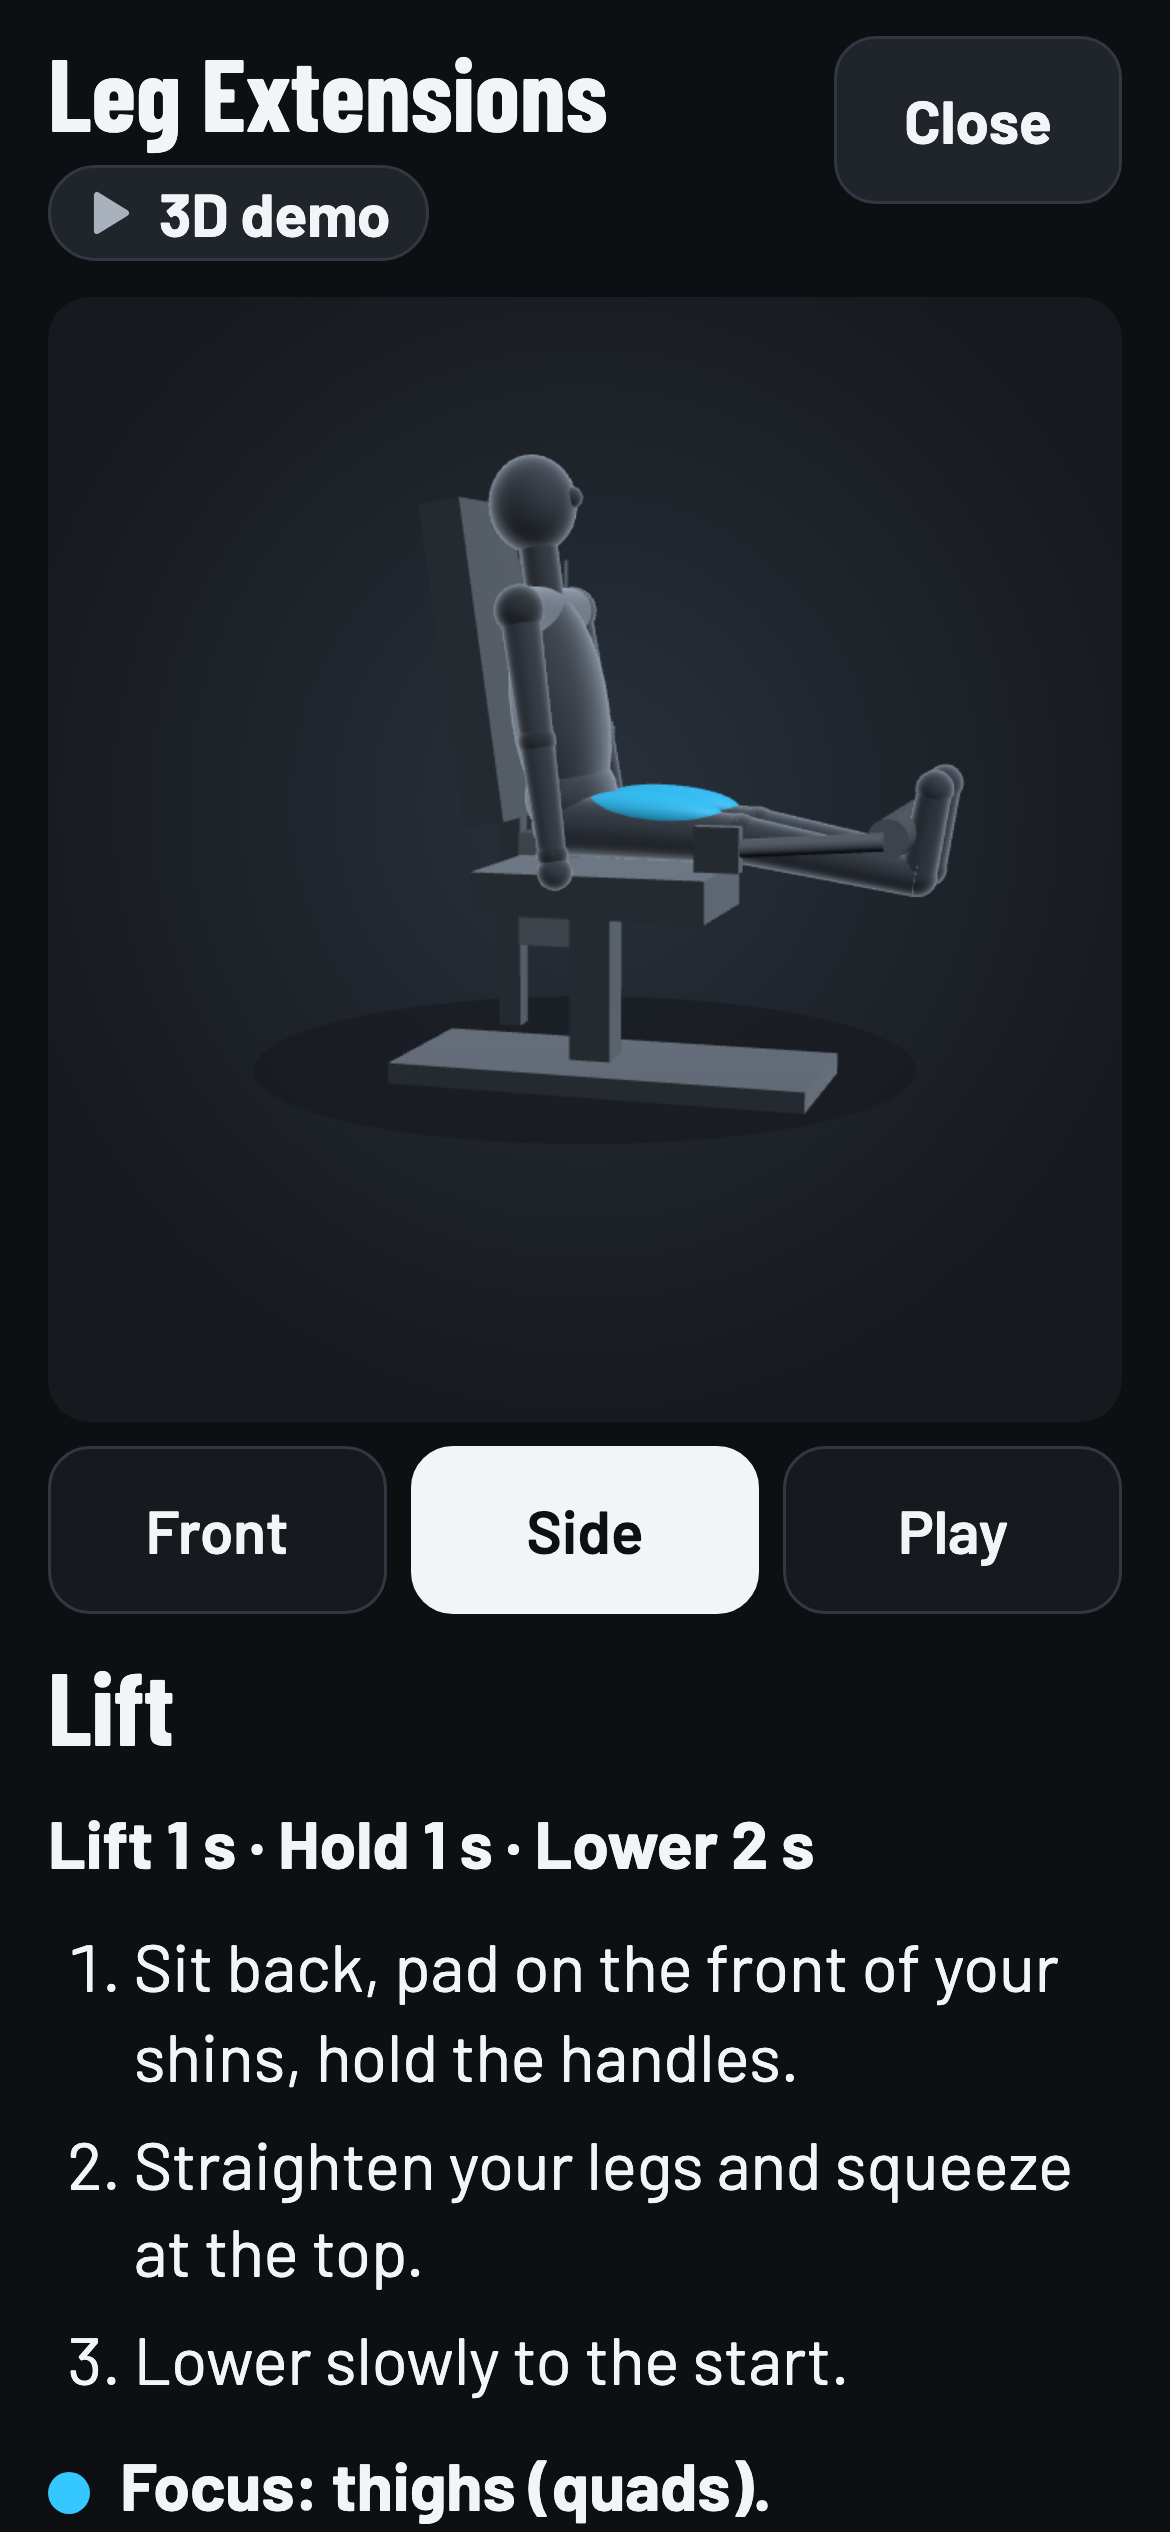 Leg Extensions
Close
3D demo
Front
Side
Play
Lift
Lift 1 s · Hold 1 s · Lower 2 s
1. Sit back, pad on the front of your
shins, hold the handles.
2. Straighten your legs and squeeze
at the top.
3. Lower slowly to the start.
Focus: thighs (quads).